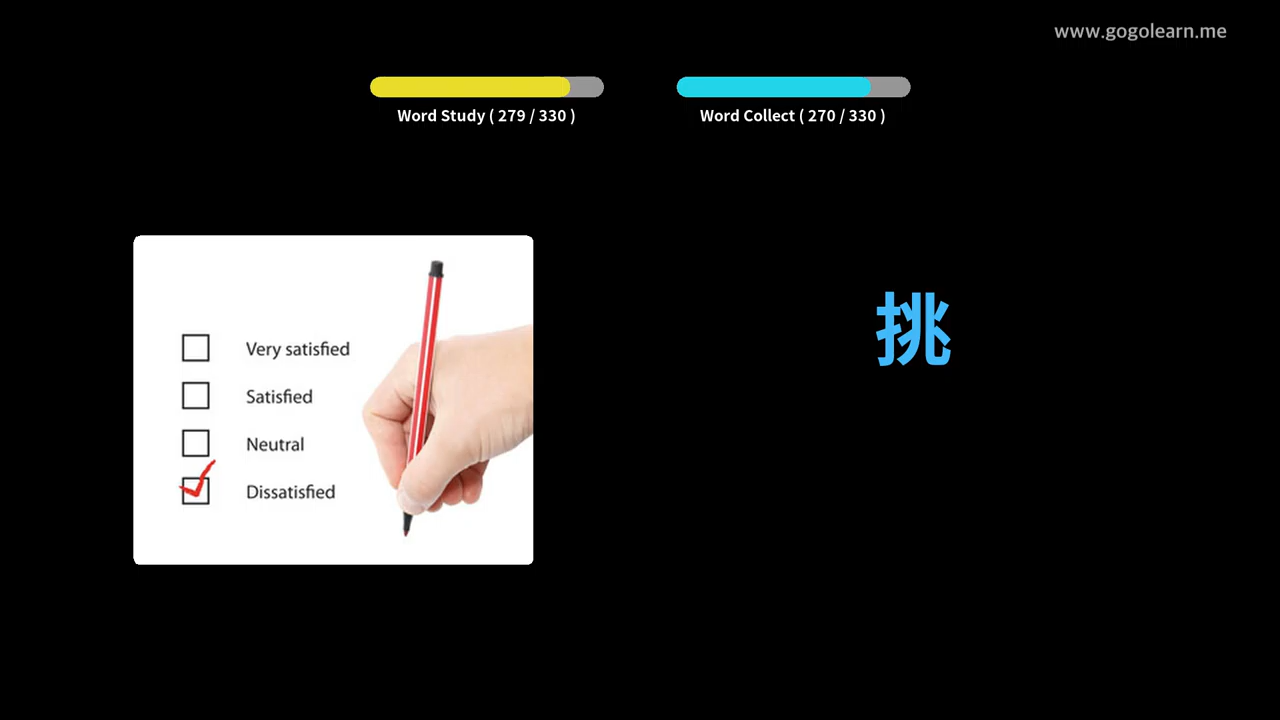 www.gogolearn.me
Word Study ( 279 / 330 )
Word Collect ( 270 / 330 )
挑
Very satisfied
Satisfied
Neutral
Dissatisfied